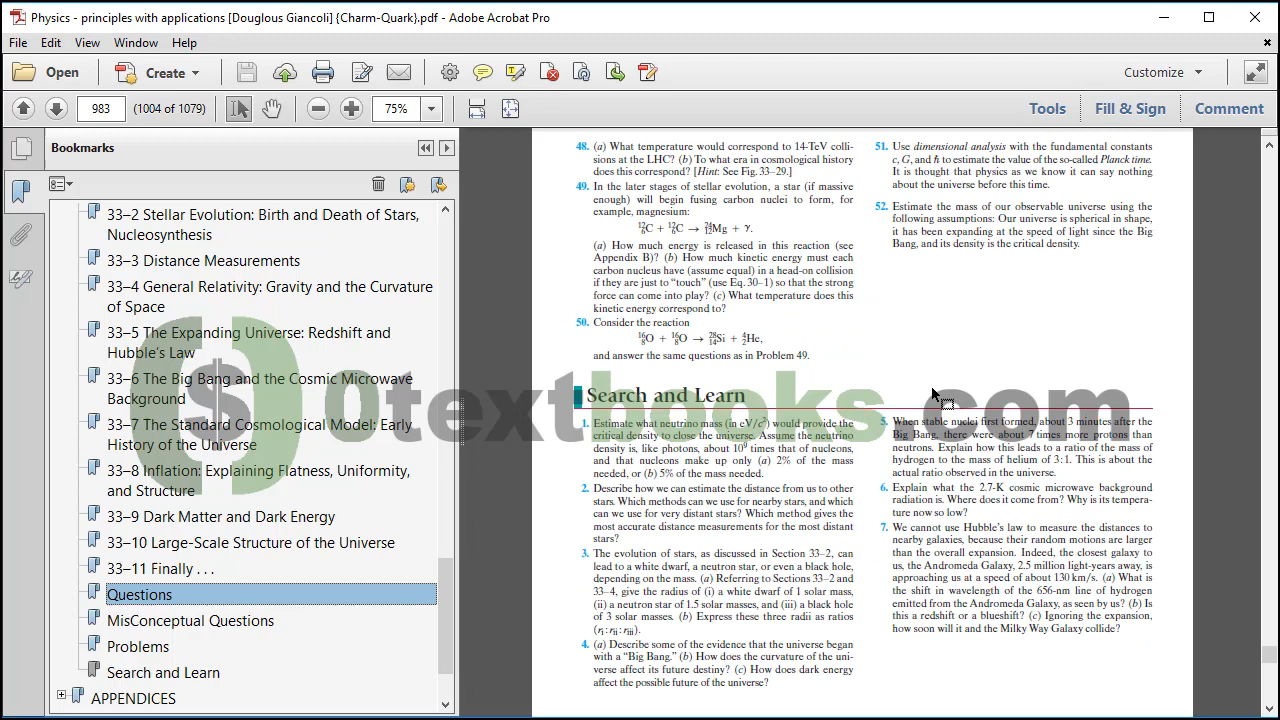 Physics - principles with applications [Douglous Giancoli] {Charm-Quark}.pdf - Adobe Acrobat Pro
File Edit View Window Help
Open Create Customize
983 (1004 of 1079) 75% Tools Fill & Sign Comment
Bookmarks
33–2 Stellar Evolution: Birth and Death of Stars,
Nucleosynthesis
33–3 Distance Measurements
33–4 General Relativity: Gravity and the Curvature
of Space
33–5 The Expanding Universe: Redshift and
Hubble's Law
33–6 The Big Bang and the Cosmic Microwave
Background
33–7 The Standard Cosmological Model: Early
History of the Universe
33–8 Inflation: Explaining Flatness, Uniformity,
and Structure
33–9 Dark Matter and Dark Energy
33–10 Large-Scale Structure of the Universe
33–11 Finally . . .
Questions
MisConceptual Questions
Problems
Search and Learn
APPENDICES
48. (a) What temperature would correspond to 14-TeV colli-
sions at the LHC? (b) To what era in cosmological history
does this correspond? [Hint: See Fig. 33–29.]
49. In the later stages of stellar evolution, a star (if massive
enough) will begin fusing carbon nuclei to form, for
example, magnesium:
¹²₆C + ¹²₆C → ²⁴₁₂Mg + γ.
(a) How much energy is released in this reaction (see
Appendix B)? (b) How much kinetic energy must each
carbon nucleus have (assume equal) in a head-on collision
if they are just to “touch” (use Eq. 30–1) so that the strong
force can come into play? (c) What temperature does this
kinetic energy correspond to?
50. Consider the reaction
¹⁶₈O + ¹⁶₈O → ²⁸₁₄Si + ⁴₂He,
and answer the same questions as in Problem 49.
51. Use dimensional analysis with the fundamental constants
c, G, and ℏ to estimate the value of the so-called Planck time.
It is thought that physics as we know it can say nothing
about the universe before this time.
52. Estimate the mass of our observable universe using the
following assumptions: Our universe is spherical in shape,
it has been expanding at the speed of light since the Big
Bang, and its density is the critical density.
Search and Learn
1. Estimate what neutrino mass (in eV/c²) would provide the
critical density to close the universe. Assume the neutrino
density is, like photons, about 10⁹ times that of nucleons,
and that nucleons make up only (a) 2% of the mass
needed, or (b) 5% of the mass needed.
2. Describe how we can estimate the distance from us to other
stars. Which methods can we use for nearby stars, and which
can we use for very distant stars? Which method gives the
most accurate distance measurements for the most distant
stars?
3. The evolution of stars, as discussed in Section 33–2, can
lead to a white dwarf, a neutron star, or even a black hole,
depending on the mass. (a) Referring to Sections 33–2 and
33–4, give the radius of (i) a white dwarf of 1 solar mass,
(ii) a neutron star of 1.5 solar masses, and (iii) a black hole
of 3 solar masses. (b) Express these three radii as ratios
(rᵢ : rᵢᵢ : rᵢᵢᵢ).
4. (a) Describe some of the evidence that the universe began
with a “Big Bang.” (b) How does the curvature of the uni-
verse affect its future destiny? (c) How does dark energy
affect the possible future of the universe?
5. When stable nuclei first formed, about 3 minutes after the
Big Bang, there were about 7 times more protons than
neutrons. Explain how this leads to a ratio of the mass of
hydrogen to the mass of helium of 3:1. This is about the
actual ratio observed in the universe.
6. Explain what the 2.7-K cosmic microwave background
radiation is. Where does it come from? Why is its tempera-
ture now so low?
7. We cannot use Hubble's law to measure the distances to
nearby galaxies, because their random motions are larger
than the overall expansion. Indeed, the closest galaxy to
us, the Andromeda Galaxy, 2.5 million light-years away, is
approaching us at a speed of about 130 km/s. (a) What is
the shift in wavelength of the 656-nm line of hydrogen
emitted from the Andromeda Galaxy, as seen by us? (b) Is
this a redshift or a blueshift? (c) Ignoring the expansion,
how soon will it and the Milky Way Galaxy collide?
0textbooks.com